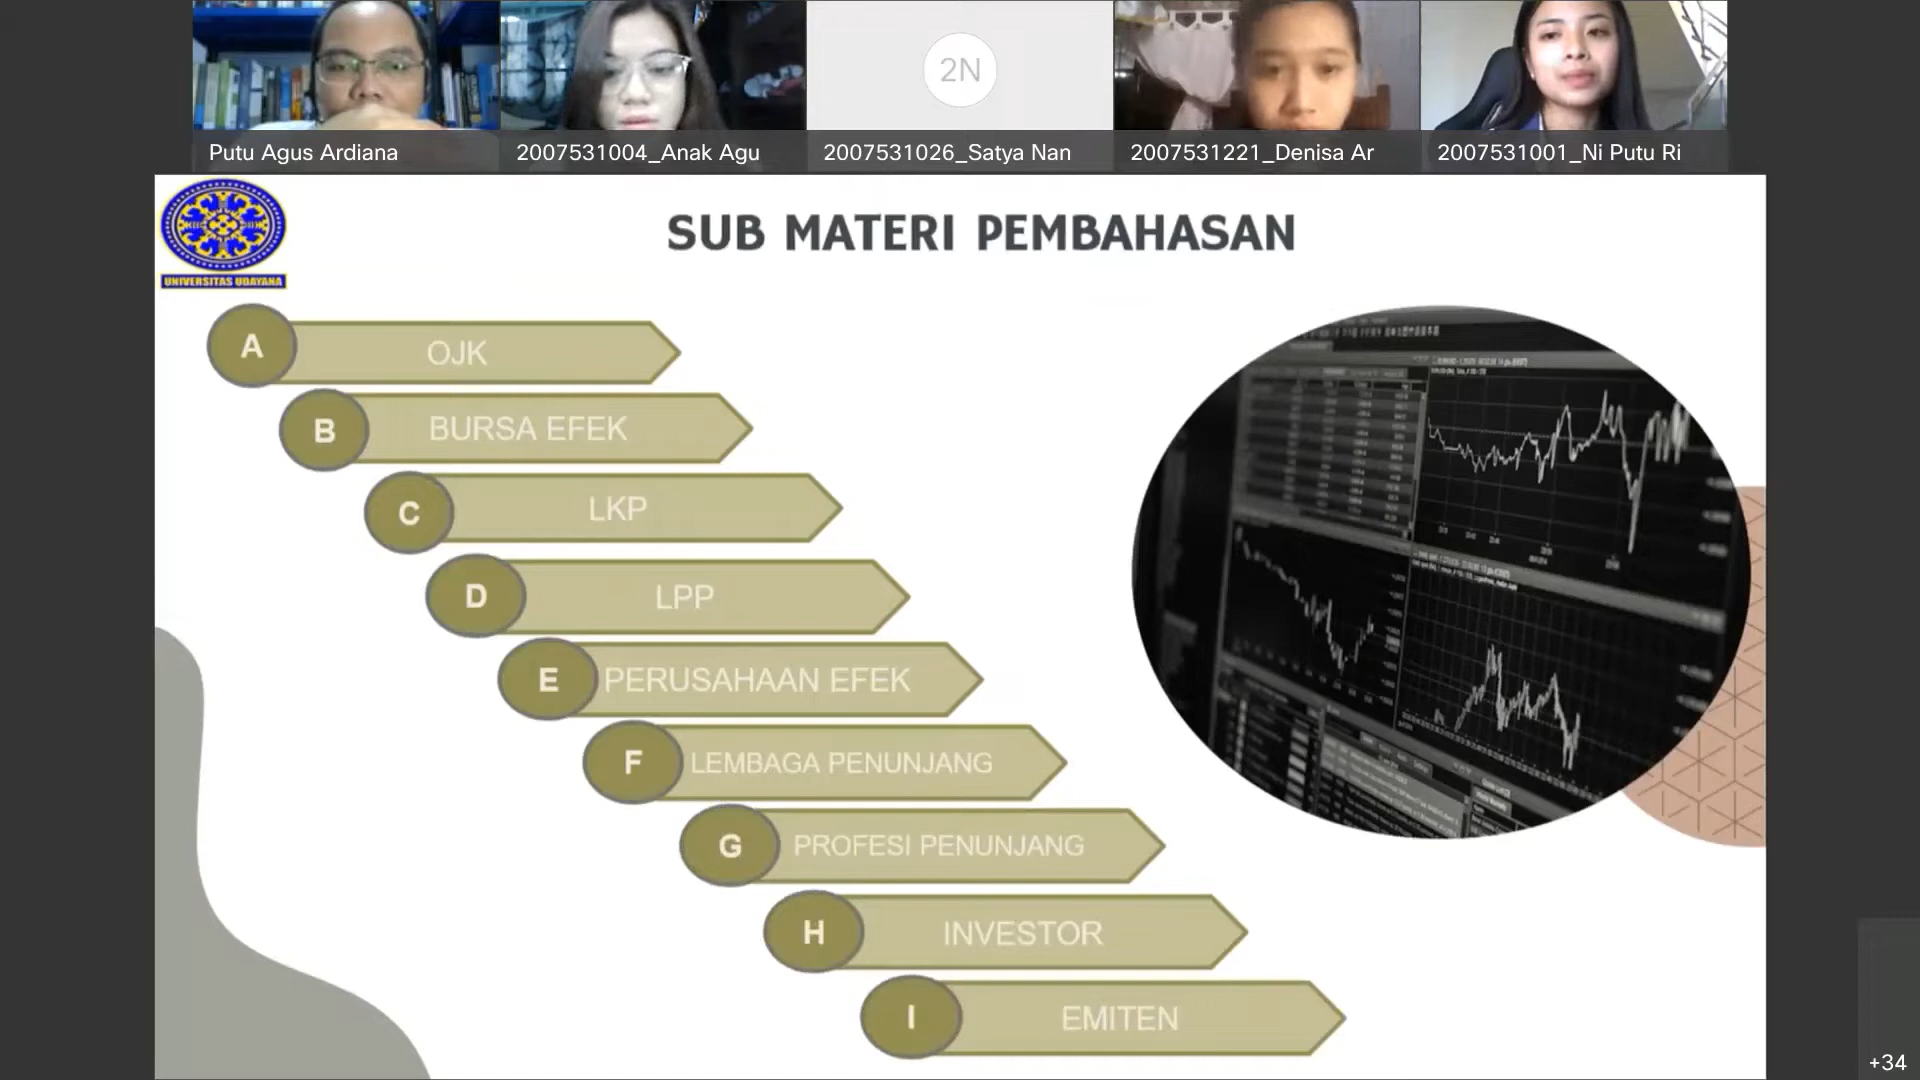 2N
Putu Agus Ardiana
2007531004_Anak Agu
2007531026_Satya Nan
2007531221_Denisa Ar
2007531001_Ni Putu Ri
UNIVERSITAS UDAYANA
SUB MATERI PEMBAHASAN
A OJK
B BURSA EFEK
C LKP
D LPP
E PERUSAHAAN EFEK
F LEMBAGA PENUNJANG
G PROFESI PENUNJANG
H INVESTOR
I EMITEN
+34